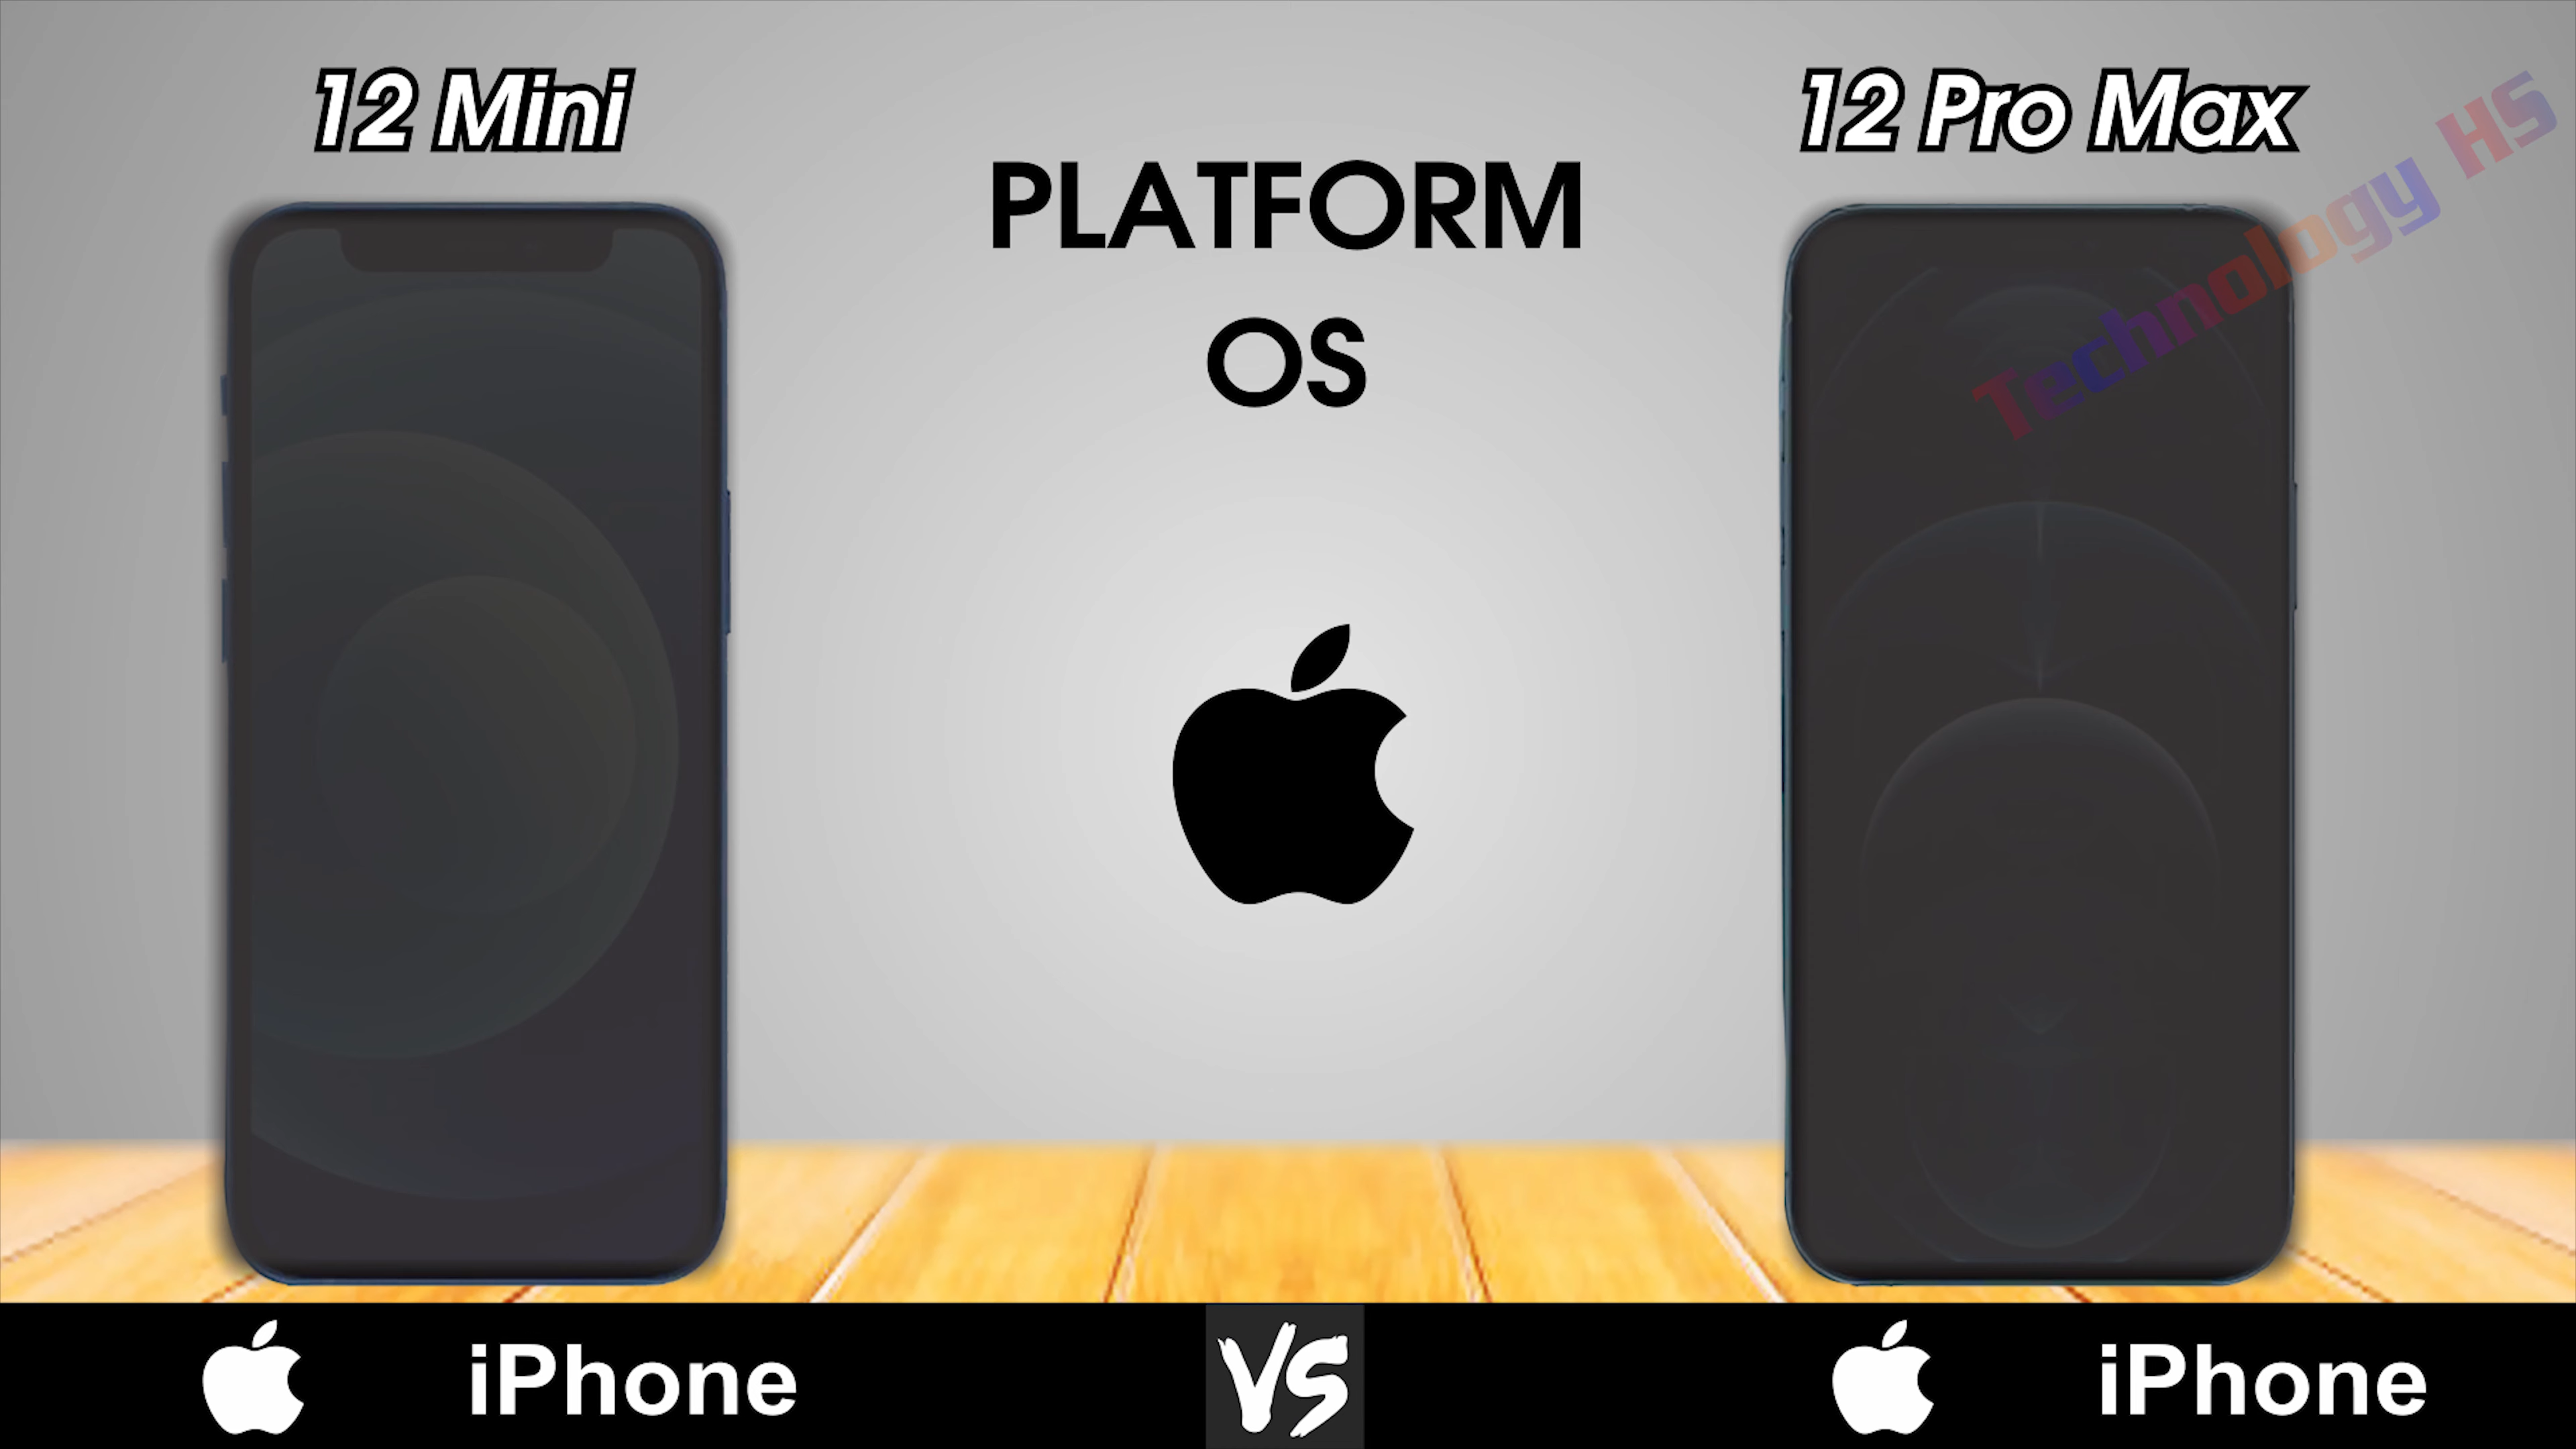 12 Mini
12 Pro Max
Technology HS
PLATFORM
OS
iPhone
VS
iPhone